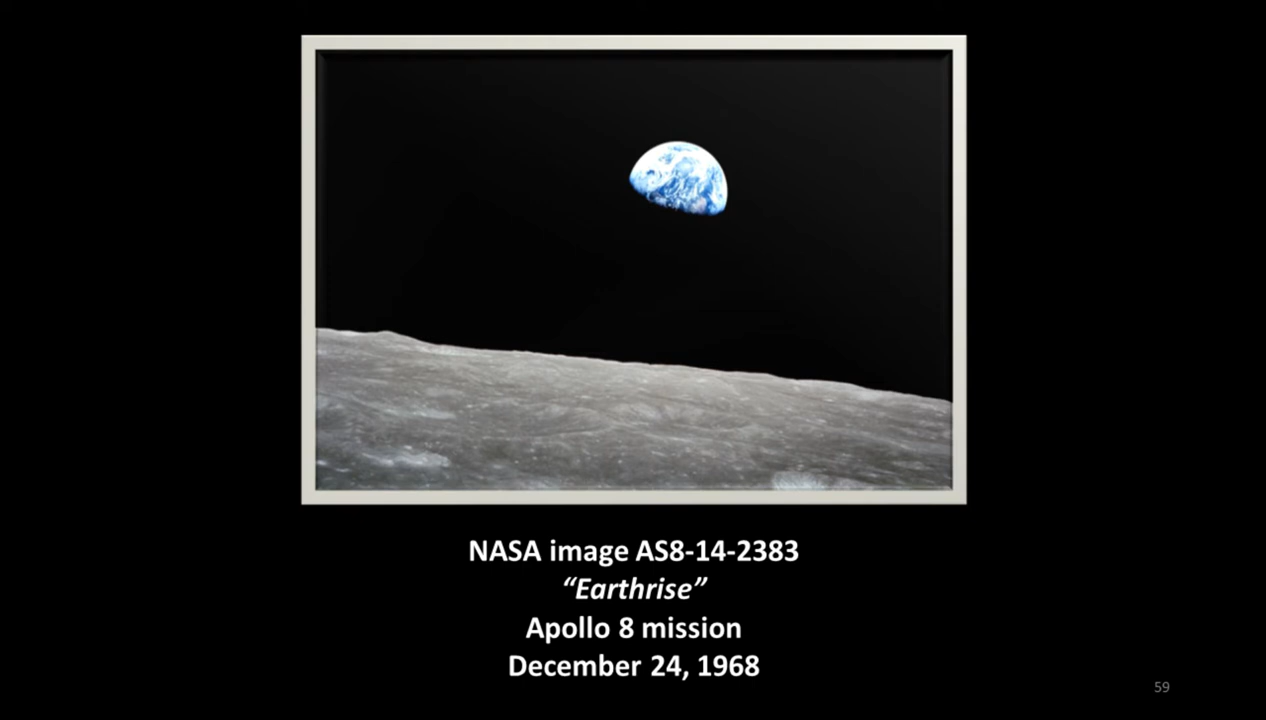 NASA image AS8-14-2383
“Earthrise”
Apollo 8 mission
December 24, 1968
59